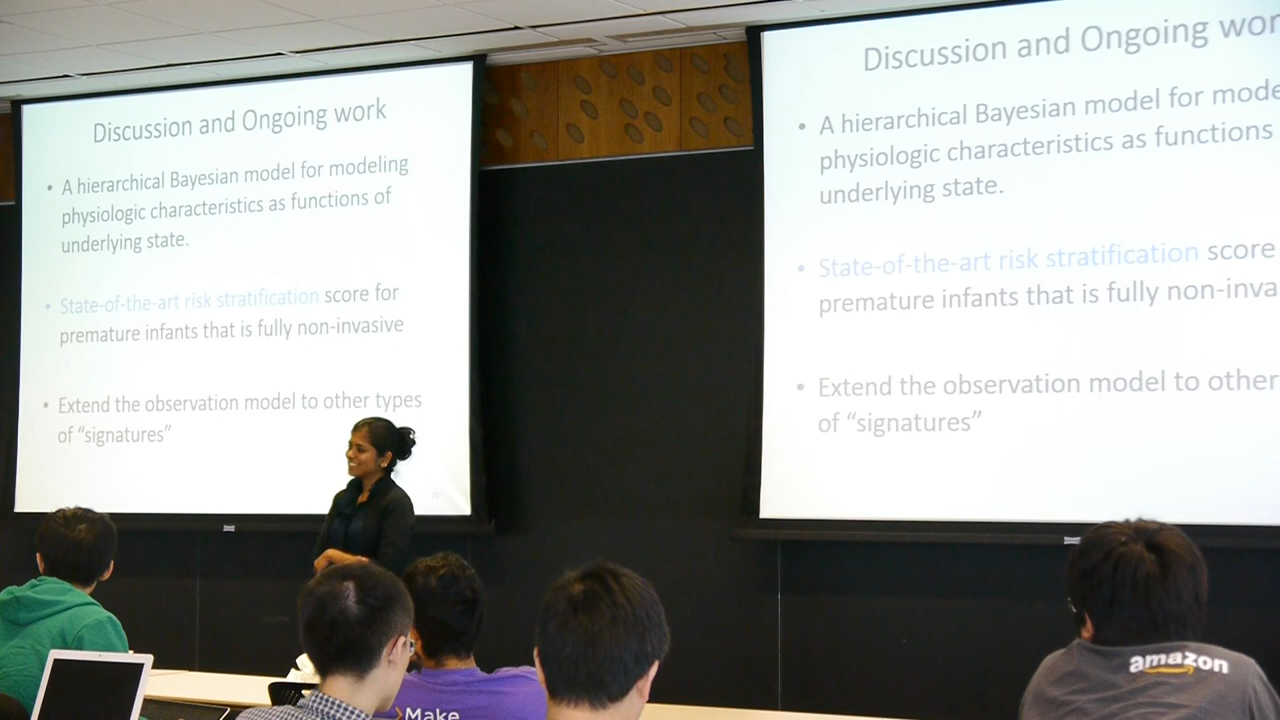 Discussion and Ongoing work
• A hierarchical Bayesian model for modeling
physiologic characteristics as functions of
underlying state.
• State-of-the-art risk stratification score for
premature infants that is fully non-invasive
• Extend the observation model to other types
of “signatures”
Discussion and Ongoing wor
• A hierarchical Bayesian model for mode
physiologic characteristics as functions
underlying state.
• State-of-the-art risk stratification score
premature infants that is fully non-inva
• Extend the observation model to other
of “signatures”
Make
amazon